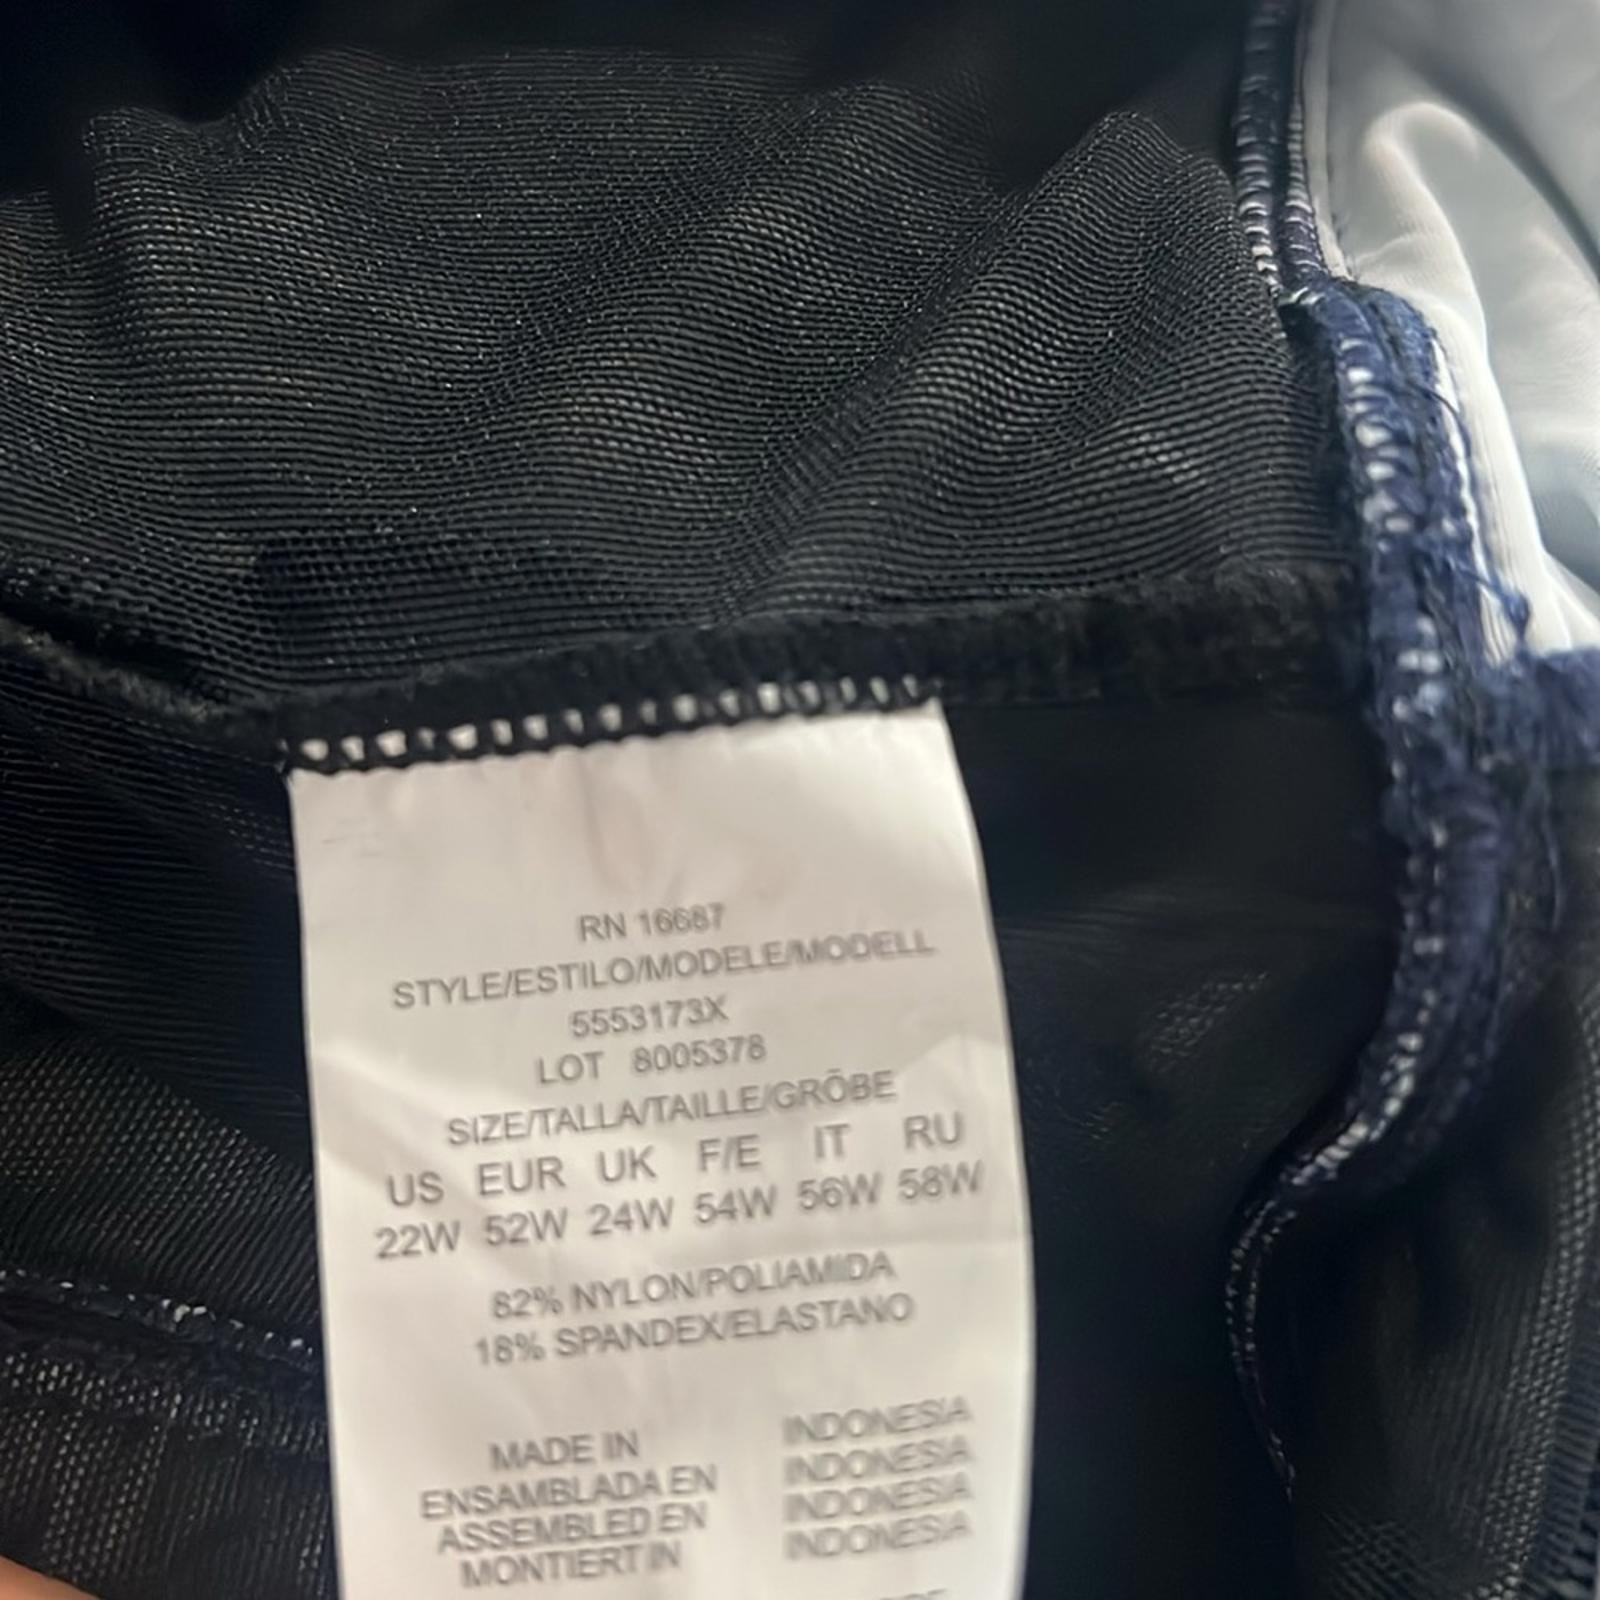 RN 16687
STYLE/ESTILO/MODELE/MODELL
5553173X
LOT 8005378
SIZE/TALLA/TAILLE/GRÖBE
US EUR UK F/E IT RU
22W 52W 24W 54W 56W 58W
82% NYLON/POLIAMIDA
18% SPANDEX/ELASTANO
MADE IN INDONESIA
ENSAMBLADA EN INDONESIA
ASSEMBLED EN INDONESIA
MONTIERT IN INDONESIA